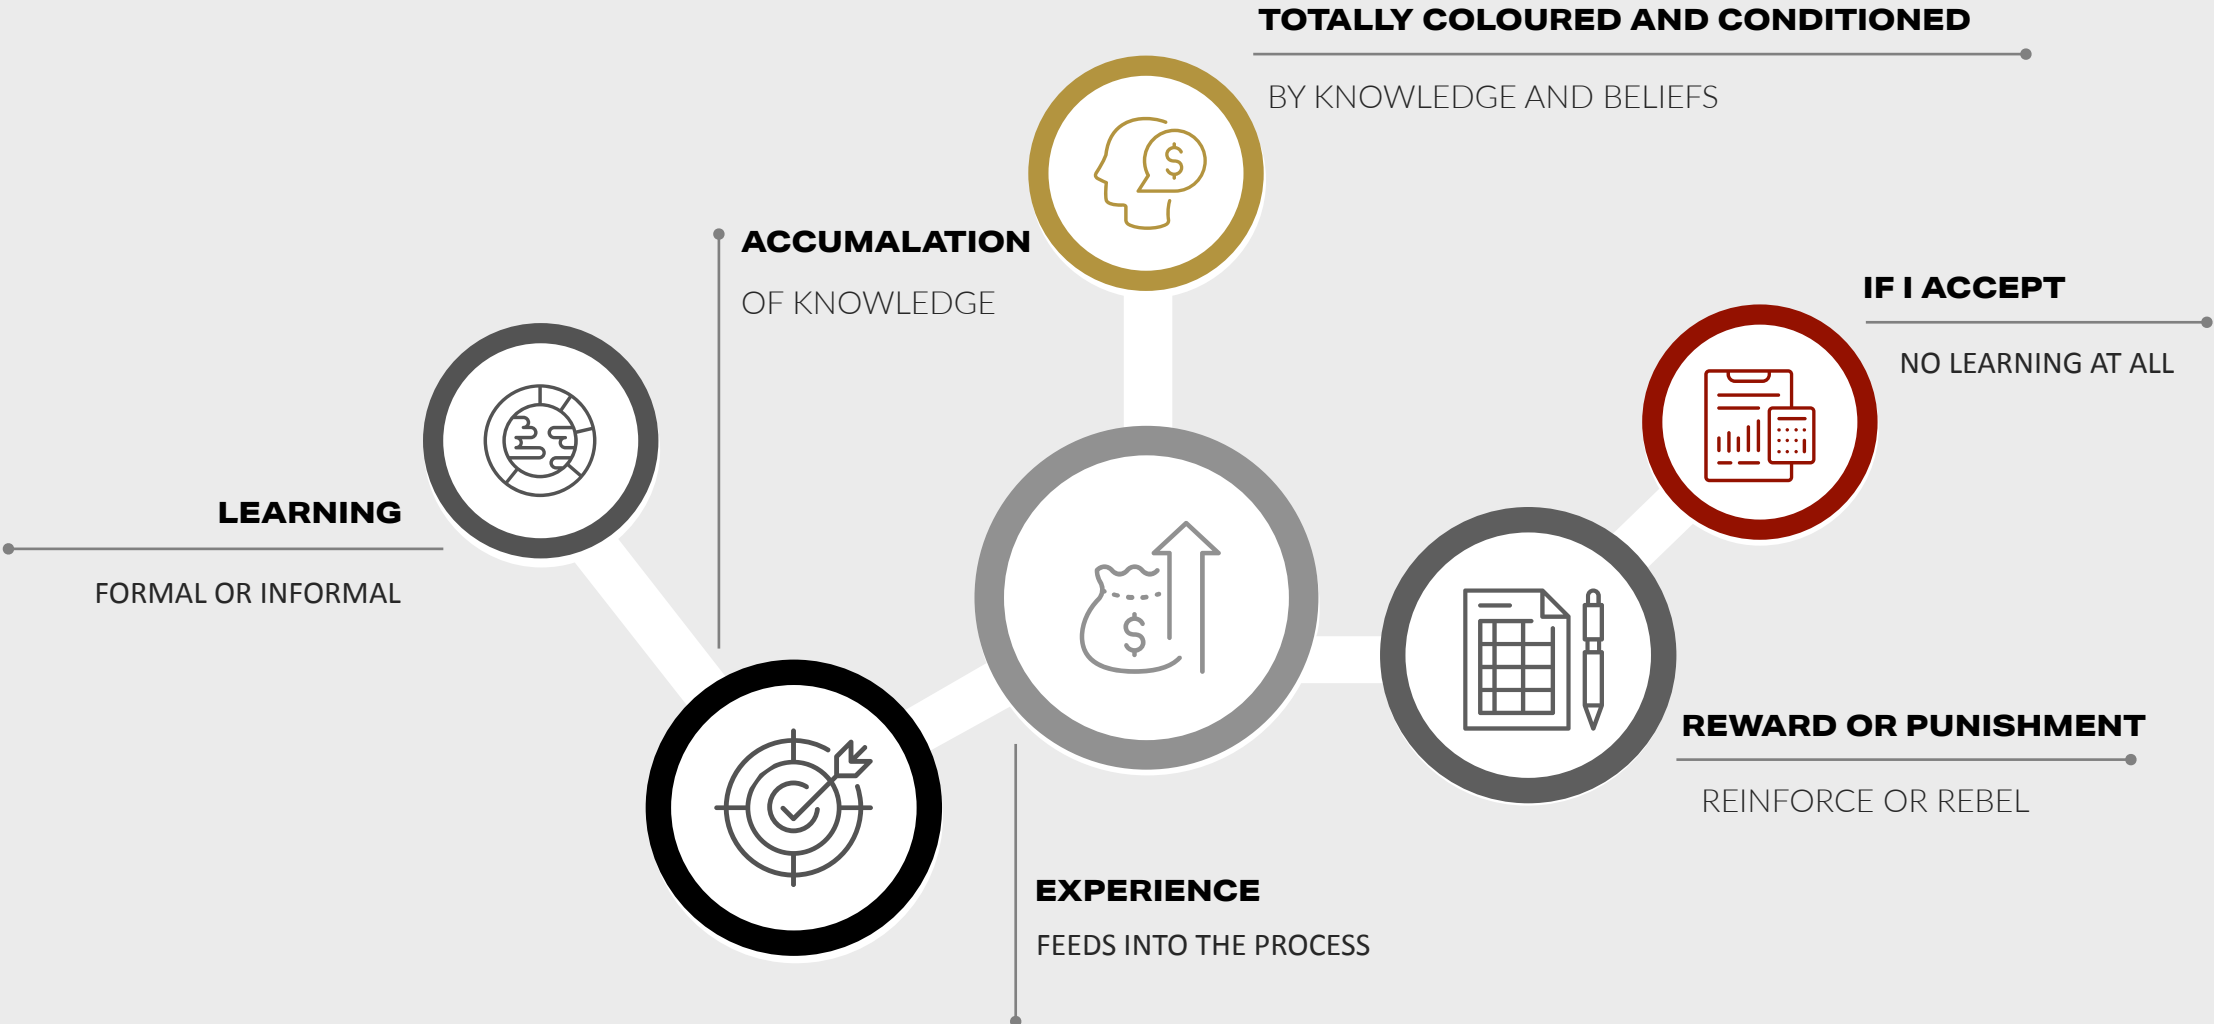 TOTALLY COLOURED AND CONDITIONED
BY KNOWLEDGE AND BELIEFS
ACCUMALATION
OF KNOWLEDGE
IF I ACCEPT
NO LEARNING AT ALL
LEARNING
FORMAL OR INFORMAL
REWARD OR PUNISHMENT
REINFORCE OR REBEL
EXPERIENCE
FEEDS INTO THE PROCESS
$
$